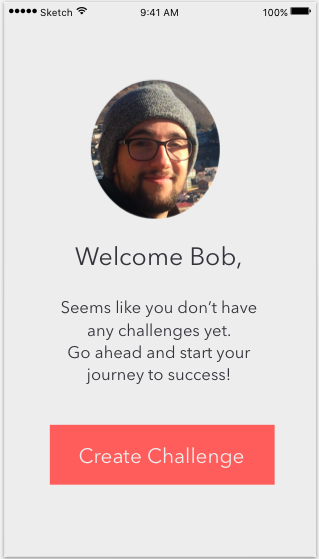 Sketch 9:41 AM 100%
Welcome Bob,
Seems like you don’t have
any challenges yet.
Go ahead and start your
journey to success!
Create Challenge